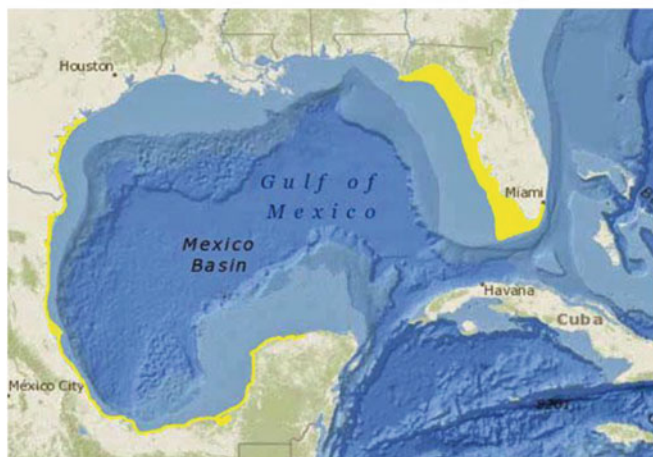 Houston
Gulf of
Mexico
Miami
Mexico
Basin
Havana
Cuba
México City